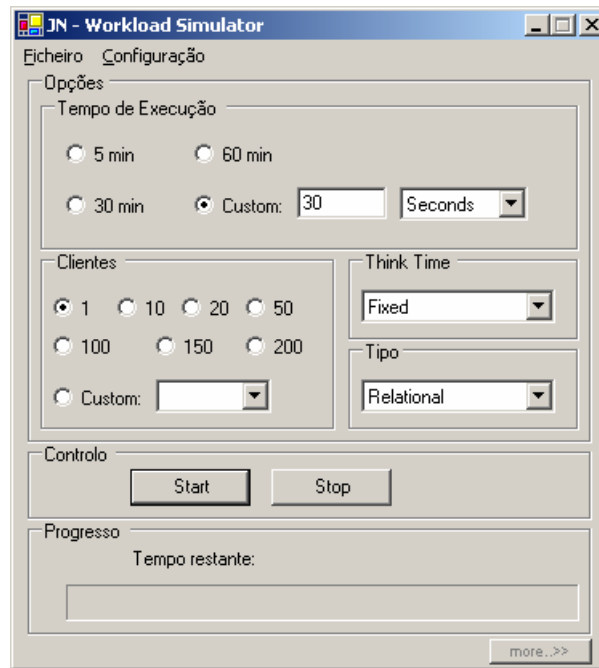 JN - Workload Simulator
Ficheiro Configuração
Opções
Tempo de Execução
5 min 60 min
30 min Custom: 30 Seconds
Clientes
1 10 20 50
100 150 200
Custom:
Think Time
Fixed
Tipo
Relational
Controlo
Start Stop
Progresso
Tempo restante:
more..>>